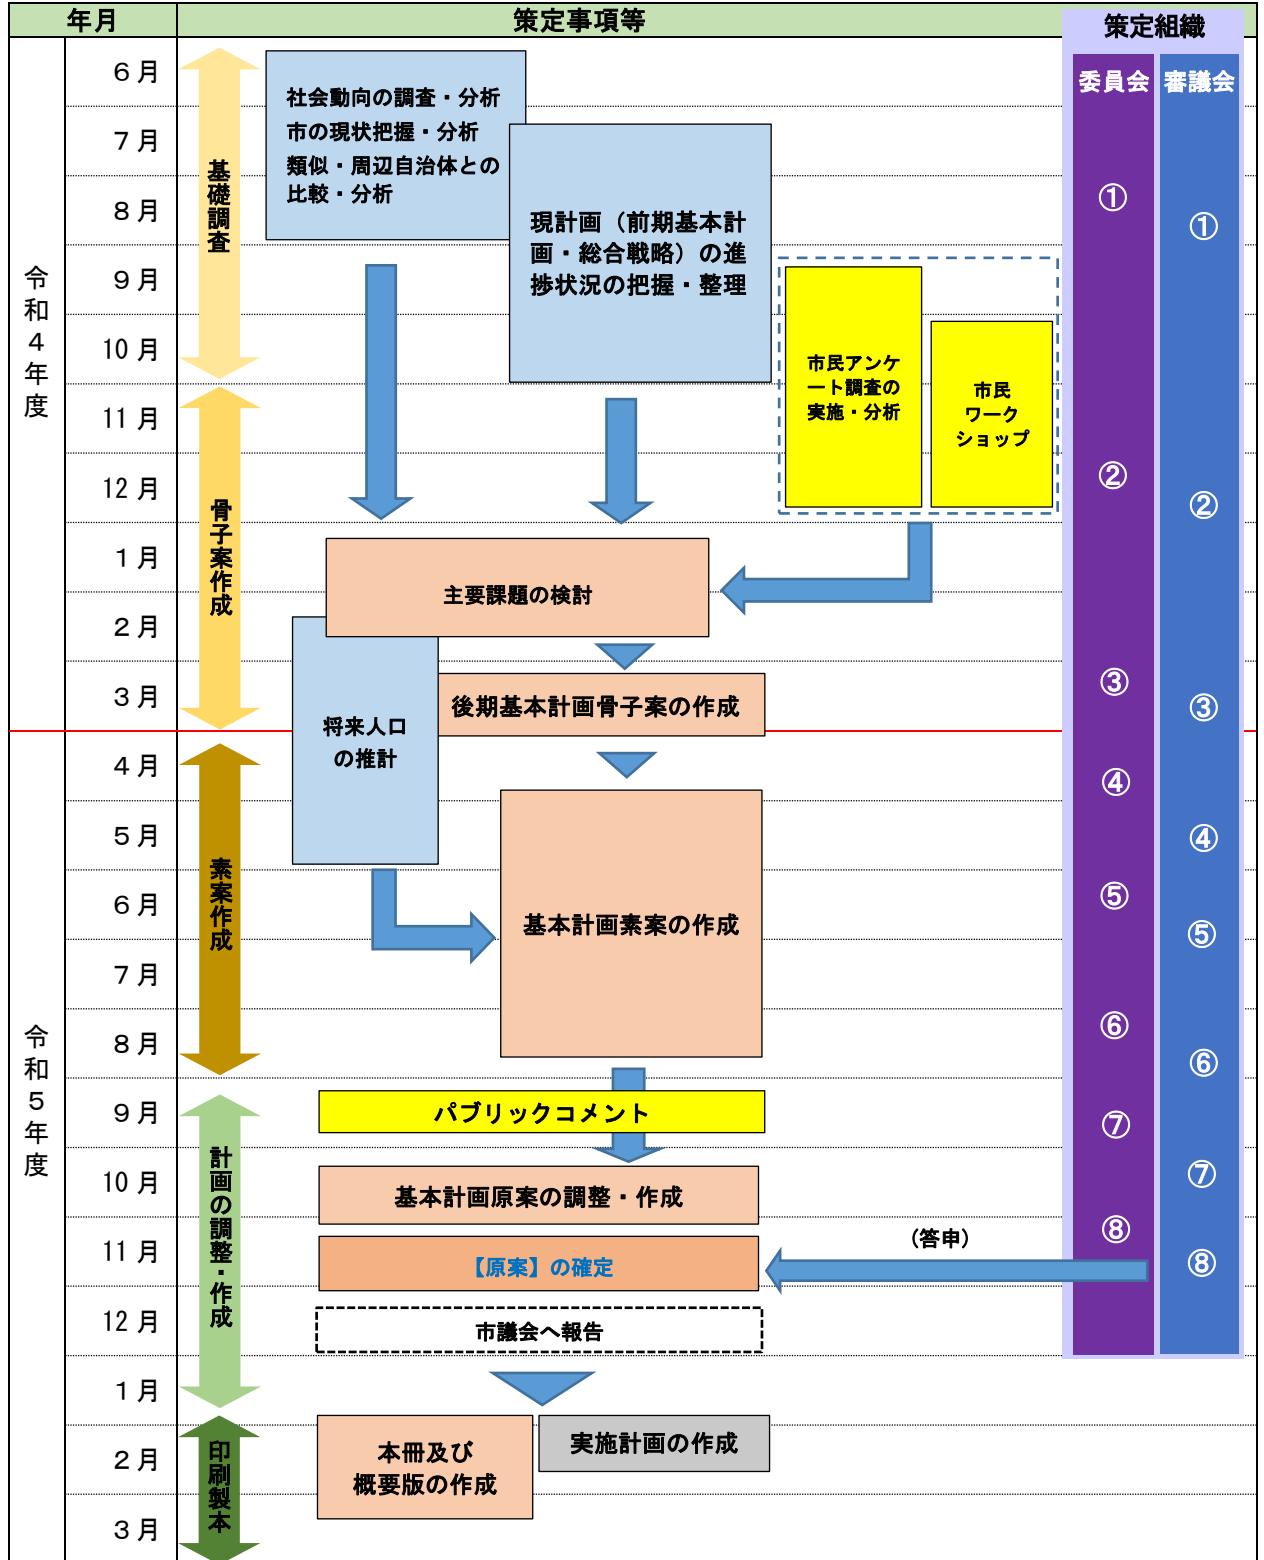 年月
策定事項等
策定組織
委員会
審議会
令和４年度
６月
７月
８月
９月
10月
11月
12月
１月
２月
３月
令和５年度
４月
５月
６月
７月
８月
９月
10月
11月
12月
１月
２月
３月
基礎調査
骨子案作成
素案作成
計画の調整・作成
印刷製本
社会動向の調査・分析
市の現状把握・分析
類似・周辺自治体との
比較・分析
現計画（前期基本計
画・総合戦略）の進
捗状況の把握・整理
市民アンケ
ート調査の
実施・分析
市民
ワーク
ショップ
主要課題の検討
後期基本計画骨子案の作成
将来人口
の推計
基本計画素案の作成
パブリックコメント
基本計画原案の調整・作成
（答申）
【原案】の確定
市議会へ報告
本冊及び
概要版の作成
実施計画の作成
①
②
③
④
⑤
⑥
⑦
⑧
①
②
③
④
⑤
⑥
⑦
⑧